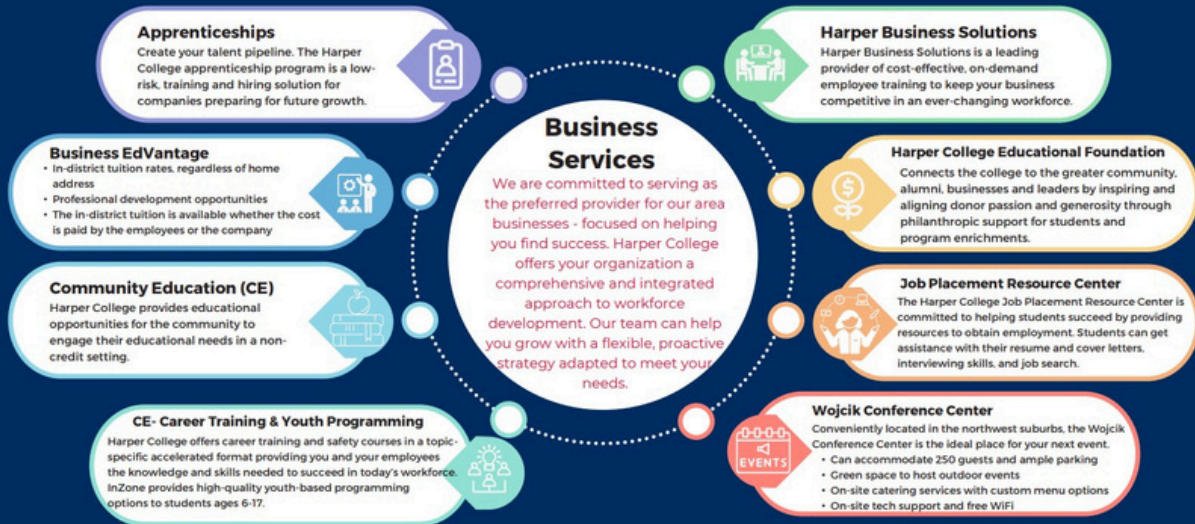 Apprenticeships
Create your talent pipeline. The Harper
College apprenticeship program is a low-
risk, training and hiring solution for
companies preparing for future growth.
Business EdVantage
• In-district tuition rates, regardless of home
address
• Professional development opportunities
• The in-district tuition is available whether the cost
is paid by the employees or the company
Community Education (CE)
Harper College provides educational
opportunities for the community to
engage their educational needs in a non-
credit setting.
CE- Career Training & Youth Programming
Harper College offers career training and safety courses in a topic-
specific accelerated format providing you and your employees
the knowledge and skills needed to succeed in today's workforce.
InZone provides high-quality youth-based programming
options to students ages 6-17.
Business
Services
We are committed to serving as
the preferred provider for our area
businesses - focused on helping
you find success. Harper College
offers your organization a
comprehensive and integrated
approach to workforce
development. Our team can help
you grow with a flexible, proactive
strategy adapted to meet your
needs.
Harper Business Solutions
Harper Business Solutions is a leading
provider of cost-effective, on-demand
employee training to keep your business
competitive in an ever-changing workforce.
Harper College Educational Foundation
Connects the college to the greater community,
alumni, businesses and leaders by inspiring and
aligning donor passion and generosity through
philanthropic support for students and
program enrichments.
Job Placement Resource Center
The Harper College Job Placement Resource Center is
committed to helping students succeed by providing
resources to obtain employment. Students can get
assistance with their resume and cover letters,
interviewing skills, and job search.
Wojcik Conference Center
Conveniently located in the northwest suburbs, the Wojcik
Conference Center is the ideal place for your next event.
• Can accommodate 250 guests and ample parking
• Green space to host outdoor events
• On-site catering services with custom menu options
• On-site tech support and free WiFi
EVENTS